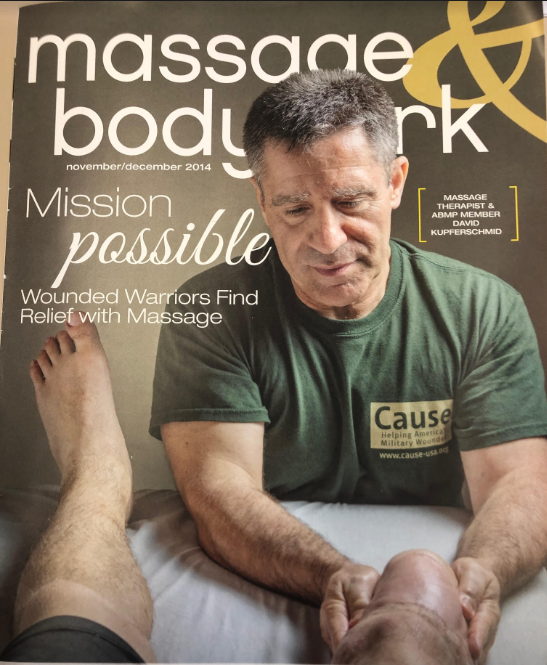 massage &
bodywork
november/december 2014
Mission
possible
Wounded Warriors Find
Relief with Massage
MASSAGE
THERAPIST &
ABMP MEMBER
DAVID
KUPFERSCHMID
Cause
Helping America's
Military Wounded
www.cause-usa.org